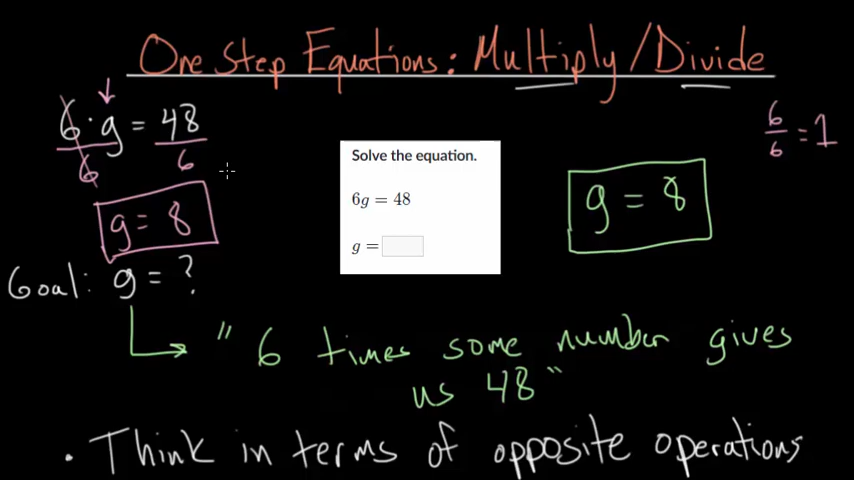 One Step Equations: Multiply/Divide
6 · g = 48
6 6
g = 8
Goal: g = ?
Solve the equation.
6g = 48
g =
g = 8
6/6 = 1
" 6 times some number gives
us 48 "
• Think in terms of opposite operations